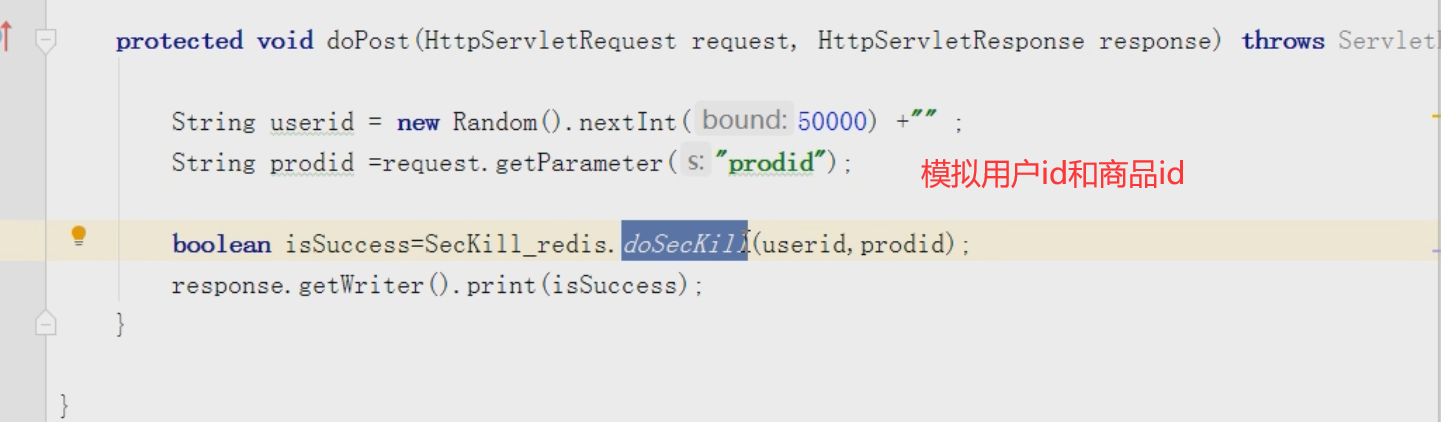 protected void doPost(HttpServletRequest request, HttpServletResponse response) throws Servlet
String userid = new Random().nextInt( bound: 50000) +"" ;
String prodid =request.getParameter( s: "prodid");
模拟用户id和商品id
boolean isSuccess=SecKill_redis.doSecKill(userid,prodid);
response.getWriter().print(isSuccess);
}
}